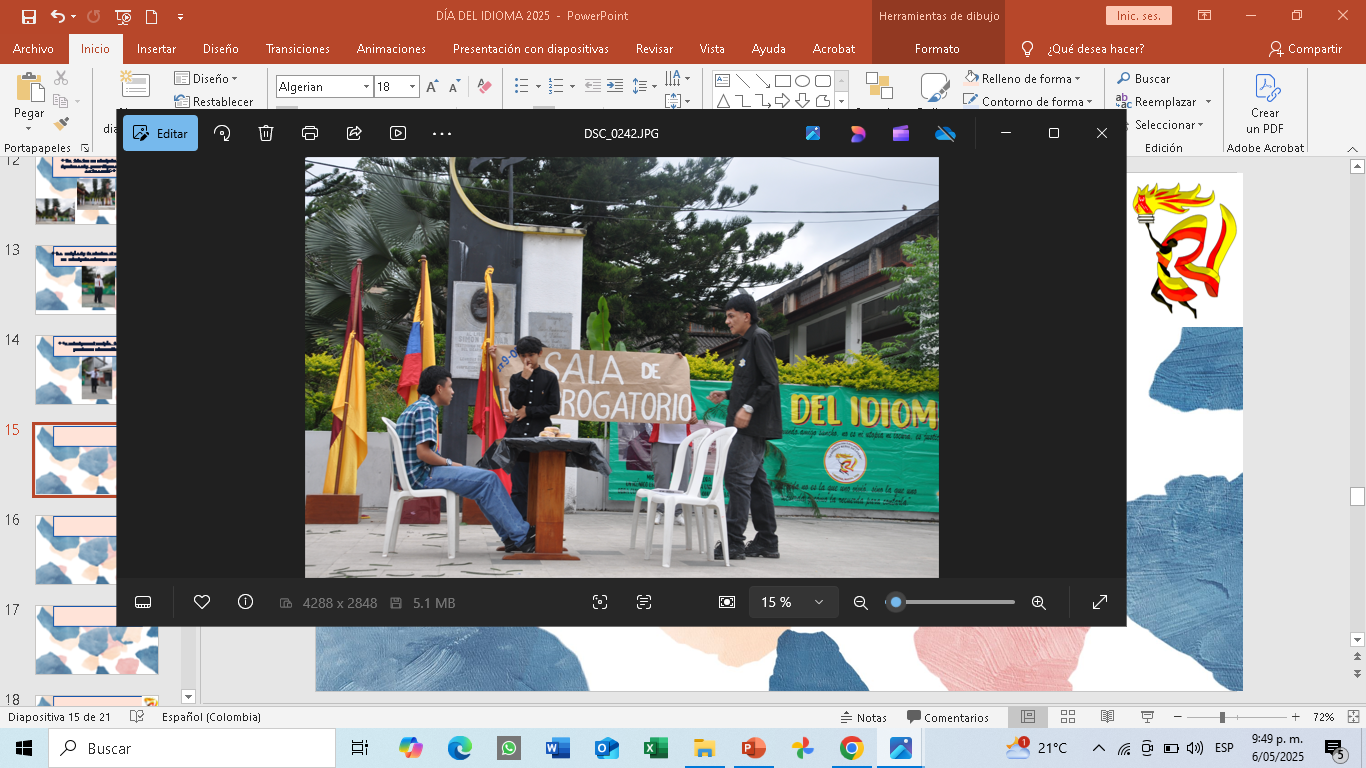 DÍA DEL IDIOMA 2025 - PowerPoint
Herramientas de dibujo
Inic. ses.
Archivo Inicio Insertar Diseño Transiciones Animaciones Presentación con diapositivas Revisar Vista Ayuda Acrobat Formato ¿Qué desea hacer? Compartir
Pegar
Portapapeles
Diseño
Restablecer
Algerian 18
Relleno de forma
Contorno de forma
Buscar
Reemplazar
Seleccionar
Edición
Crear
un PDF
Adobe Acrobat
Editar
DSC_0242.JPG
SALA DE
ROGATORIO
DEL IDIOM
12
13
14
15
16
17
18
4288 x 2848 5.1 MB 15 %
Diapositiva 15 de 21 Español (Colombia) Notas Comentarios 72%
Buscar
1
21°C ESP
9:49 p. m.
6/05/2025
5